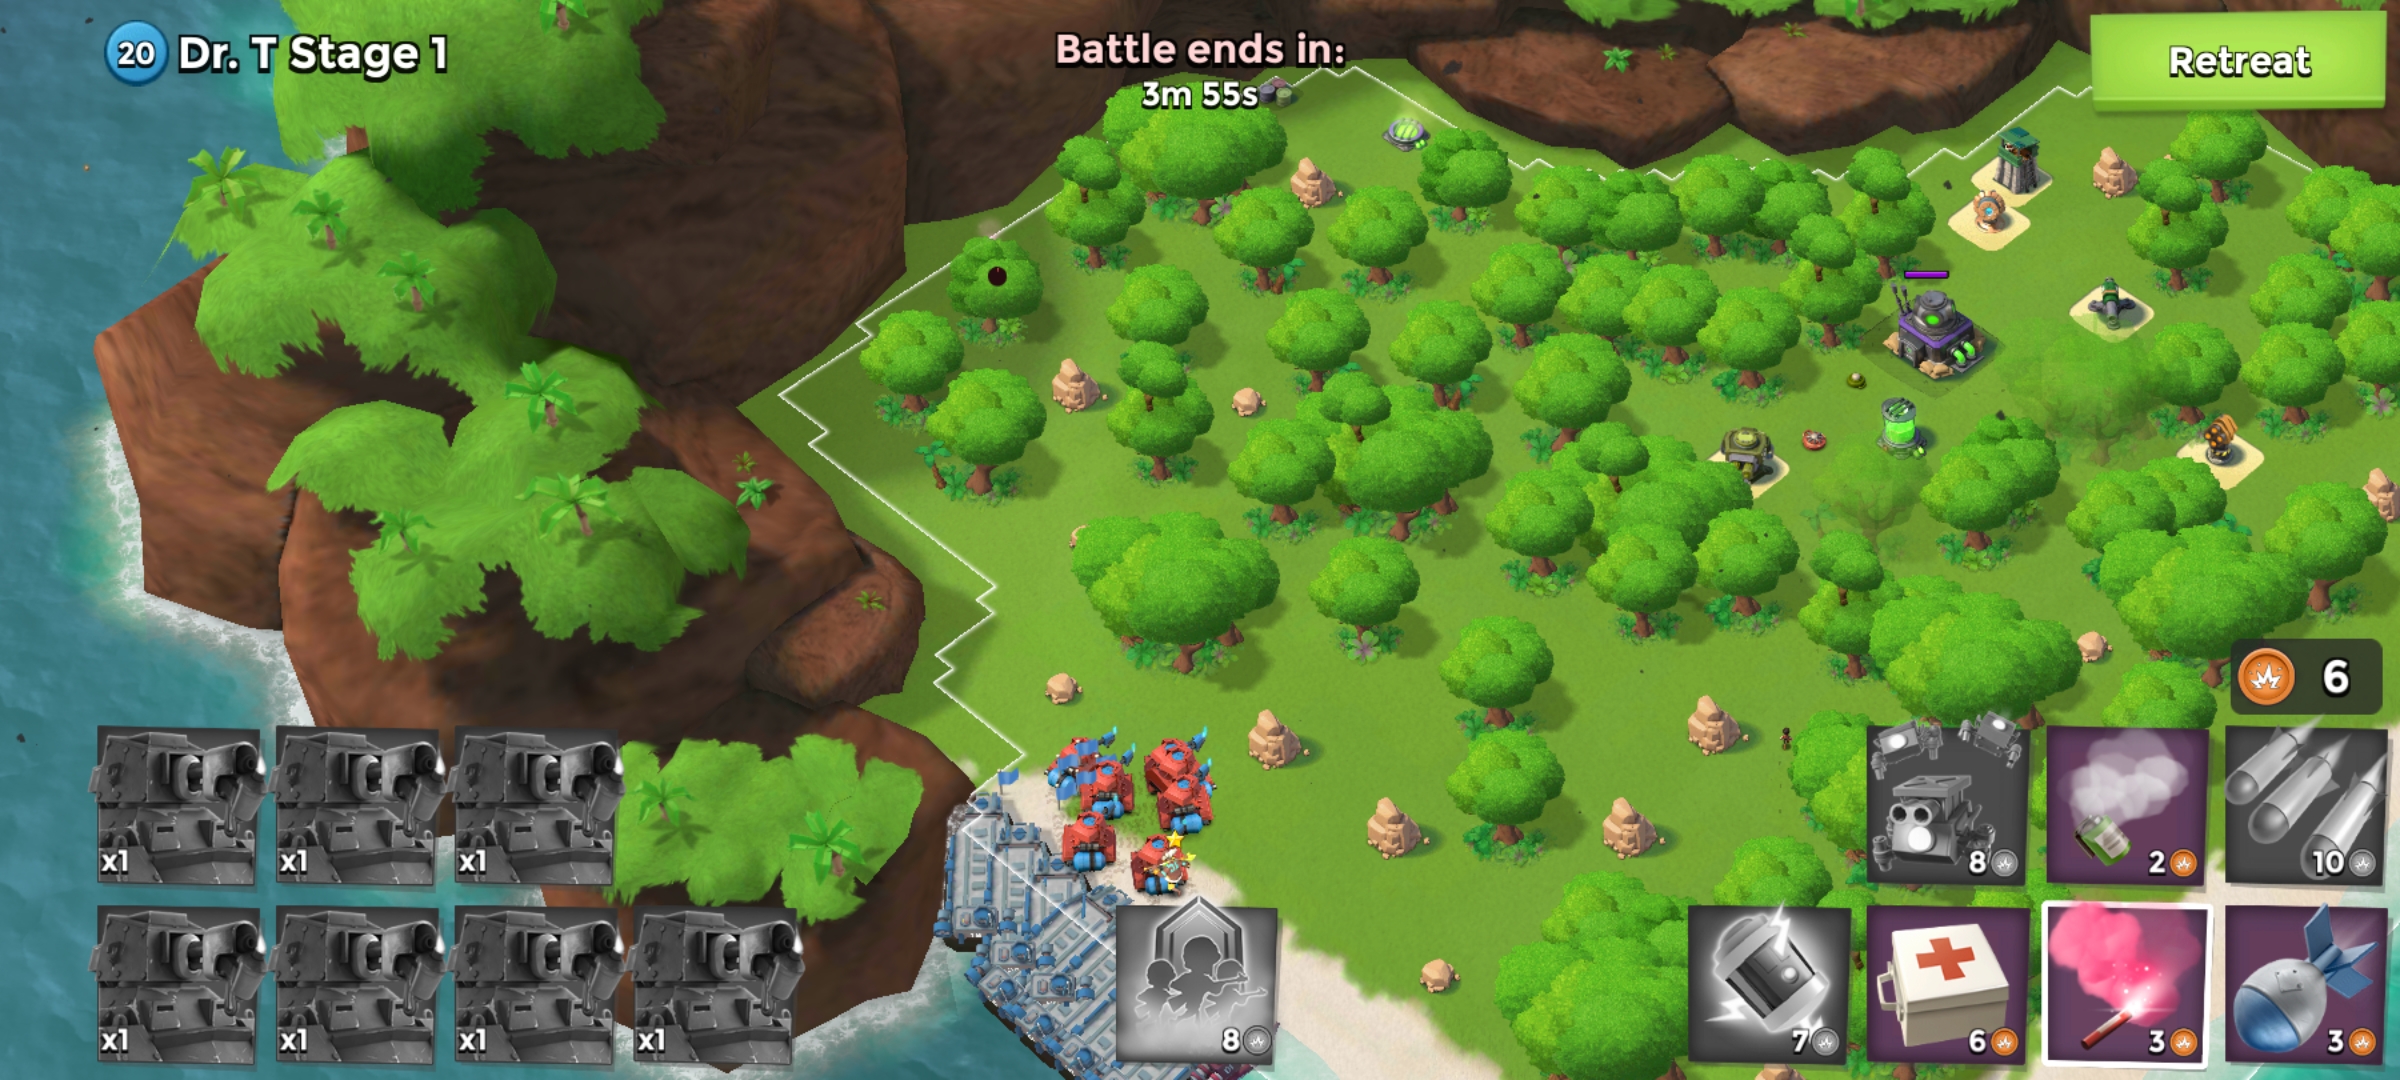 20 Dr. T Stage 1
Battle ends in:
3m 55s
Retreat
6
x1 x1 x1
8 2 10
x1 x1 x1 x1
8 7 6 3 3